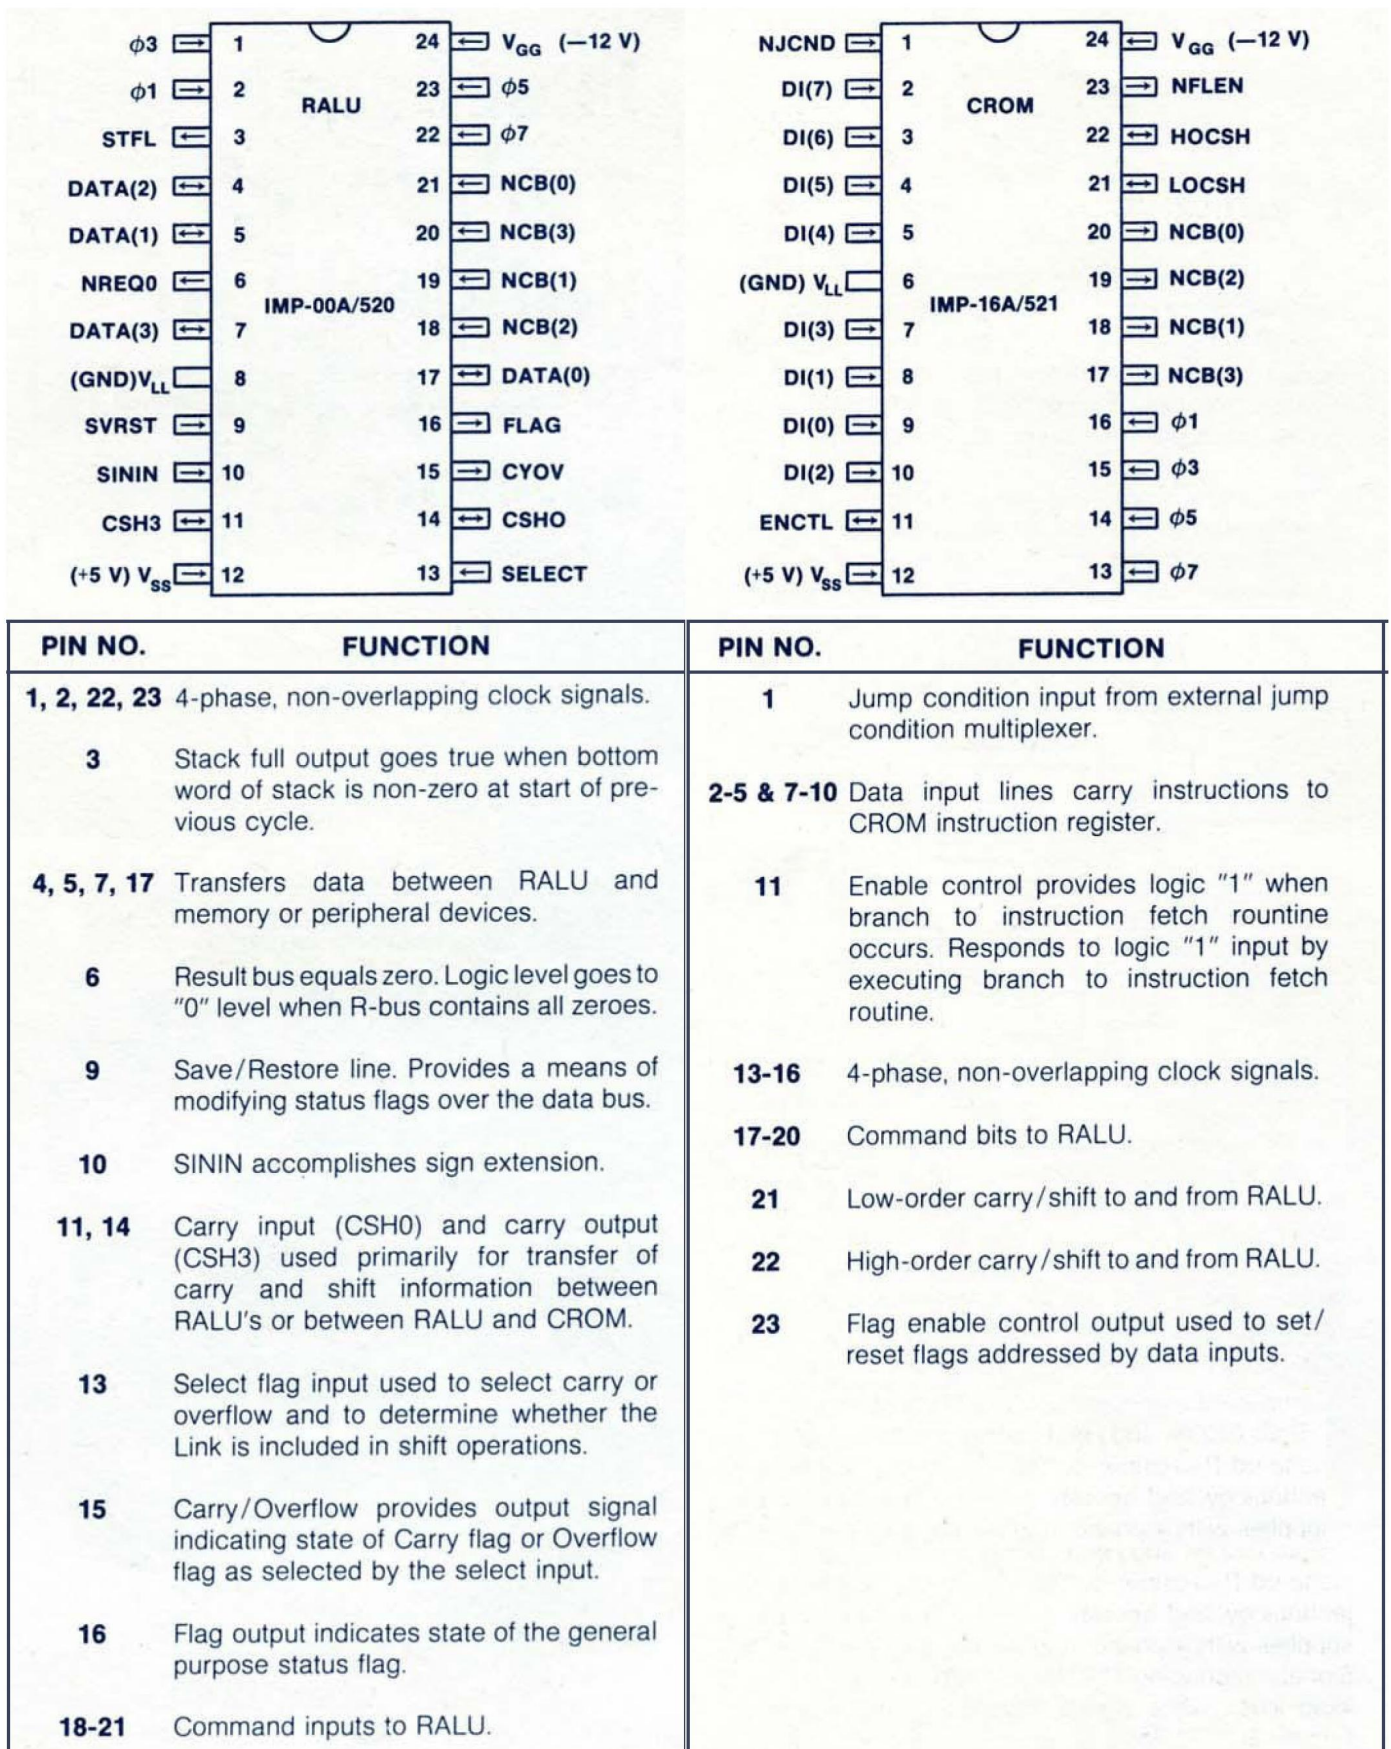 φ3 1 24 V_GG (—12 V)
φ1 2 23 φ5
RALU
STFL 3 22 φ7
DATA(2) 4 21 NCB(0)
DATA(1) 5 20 NCB(3)
NREQ0 6 19 NCB(1)
IMP-00A/520
DATA(3) 7 18 NCB(2)
(GND)V_LL 8 17 DATA(0)
SVRST 9 16 FLAG
SININ 10 15 CYOV
CSH3 11 14 CSHO
(+5 V) V_SS 12 13 SELECT
NJCND 1 24 V_GG (—12 V)
DI(7) 2 23 NFLEN
CROM
DI(6) 3 22 HOCSH
DI(5) 4 21 LOCSH
DI(4) 5 20 NCB(0)
(GND) V_LL 6 19 NCB(2)
IMP-16A/521
DI(3) 7 18 NCB(1)
DI(1) 8 17 NCB(3)
DI(0) 9 16 φ1
DI(2) 10 15 φ3
ENCTL 11 14 φ5
(+5 V) V_SS 12 13 φ7
PIN NO. FUNCTION
1, 2, 22, 23 4-phase, non-overlapping clock signals.
3 Stack full output goes true when bottom
word of stack is non-zero at start of pre-
vious cycle.
4, 5, 7, 17 Transfers data between RALU and
memory or peripheral devices.
6 Result bus equals zero. Logic level goes to
"0" level when R-bus contains all zeroes.
9 Save/Restore line. Provides a means of
modifying status flags over the data bus.
10 SININ accomplishes sign extension.
11, 14 Carry input (CSH0) and carry output
(CSH3) used primarily for transfer of
carry and shift information between
RALU's or between RALU and CROM.
13 Select flag input used to select carry or
overflow and to determine whether the
Link is included in shift operations.
15 Carry/Overflow provides output signal
indicating state of Carry flag or Overflow
flag as selected by the select input.
16 Flag output indicates state of the general
purpose status flag.
18-21 Command inputs to RALU.
PIN NO. FUNCTION
1 Jump condition input from external jump
condition multiplexer.
2-5 & 7-10 Data input lines carry instructions to
CROM instruction register.
11 Enable control provides logic "1" when
branch to instruction fetch rountine
occurs. Responds to logic "1" input by
executing branch to instruction fetch
routine.
13-16 4-phase, non-overlapping clock signals.
17-20 Command bits to RALU.
21 Low-order carry/shift to and from RALU.
22 High-order carry/shift to and from RALU.
23 Flag enable control output used to set/
reset flags addressed by data inputs.